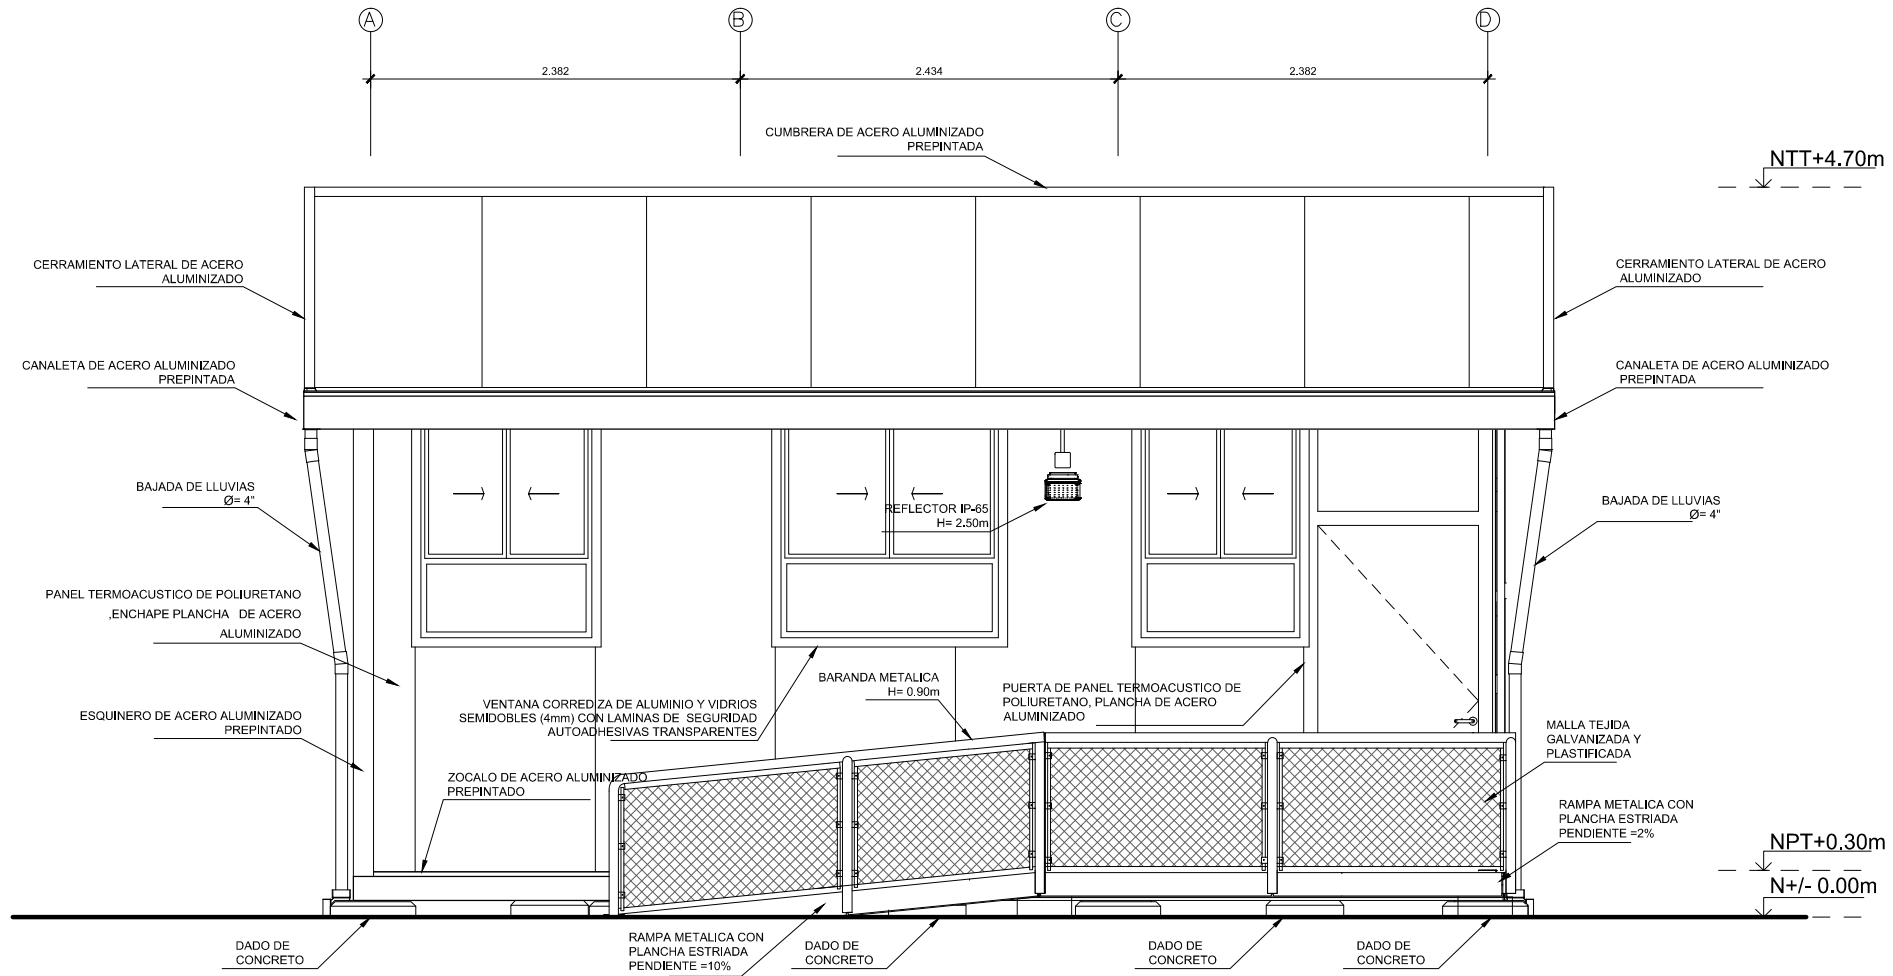 A
B
C
D
2.382
2.434
2.382
CUMBRERA DE ACERO ALUMINIZADO
PREPINTADA
NTT+4.70m
CERRAMIENTO LATERAL DE ACERO
ALUMINIZADO
CERRAMIENTO LATERAL DE ACERO
ALUMINIZADO
CANALETA DE ACERO ALUMINIZADO
PREPINTADA
CANALETA DE ACERO ALUMINIZADO
PREPINTADA
BAJADA DE LLUVIAS
Ø= 4"
REFLECTOR IP-65
H= 2.50m
BAJADA DE LLUVIAS
Ø= 4"
PANEL TERMOACUSTICO DE POLIURETANO
,ENCHAPE PLANCHA DE ACERO
ALUMINIZADO
BARANDA METALICA
H= 0.90m
PUERTA DE PANEL TERMOACUSTICO DE
POLIURETANO, PLANCHA DE ACERO
ALUMINIZADO
VENTANA CORREDIZA DE ALUMINIO Y VIDRIOS
SEMIDOBLES (4mm) CON LAMINAS DE SEGURIDAD
AUTOADHESIVAS TRANSPARENTES
ESQUINERO DE ACERO ALUMINIZADO
PREPINTADO
MALLA TEJIDA
GALVANIZADA Y
PLASTIFICADA
ZOCALO DE ACERO ALUMINIZADO
PREPINTADO
RAMPA METALICA CON
PLANCHA ESTRIADA
PENDIENTE =2%
NPT+0.30m
N+/- 0.00m
DADO DE
CONCRETO
RAMPA METALICA CON
PLANCHA ESTRIADA
PENDIENTE =10%
DADO DE
CONCRETO
DADO DE
CONCRETO
DADO DE
CONCRETO